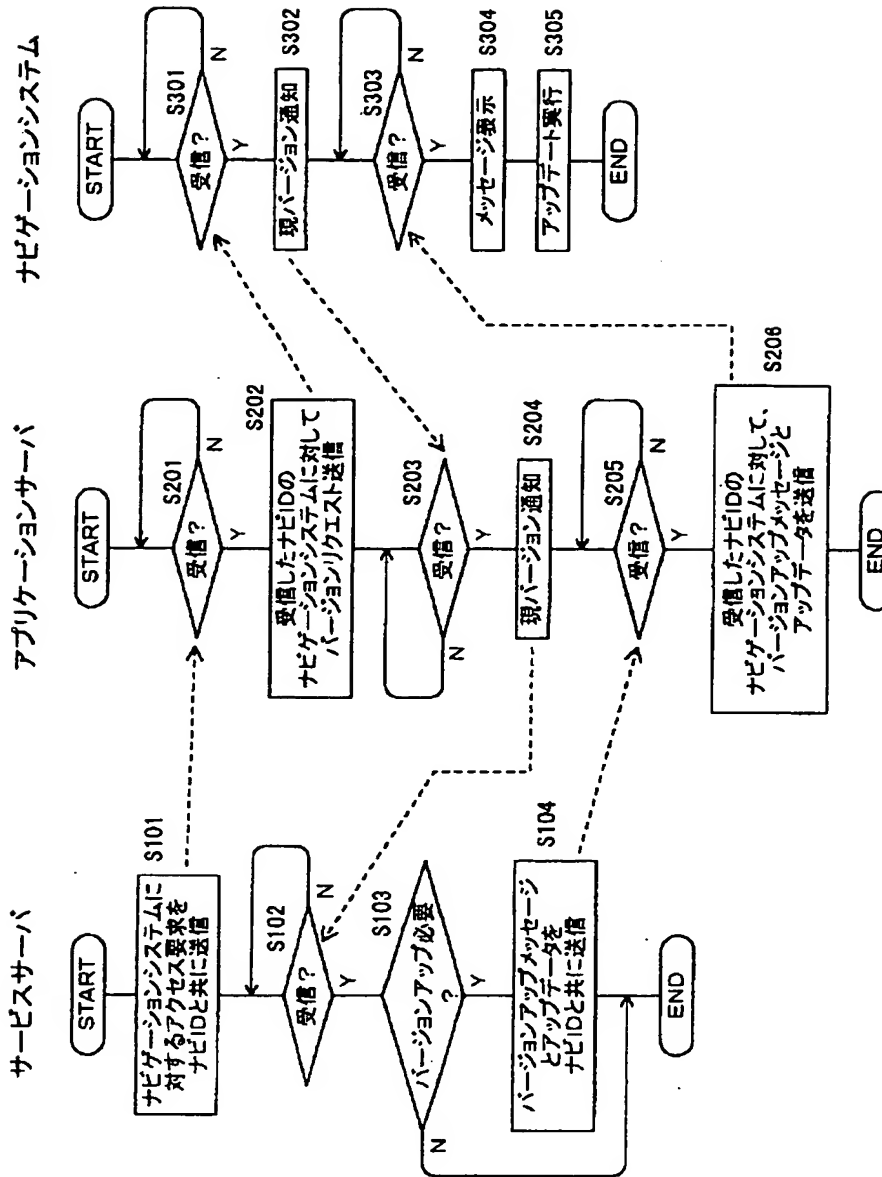 サービスサーバ
START
S101
ナビゲーションシステムに
対するアクセス要求を
ナビIDと共に送信
S102
受信?
N
Y
S103
バージョンアップ必要
?
N
Y
S104
バージョンアップメッセージ
とアップデータを
ナビIDと共に送信
END
アプリケーションサーバ
START
S201
受信?
N
Y
S202
受信したナビIDの
ナビゲーションシステムに対して
バージョンリクエスト送信
S203
受信?
N
Y
S204
現バージョン通知
S205
受信?
N
Y
S206
受信したナビIDの
ナビゲーションシステムに対して、
バージョンアップメッセージと
アップデータを送信
END
ナビゲーションシステム
START
S301
受信?
N
Y
S302
現バージョン通知
S303
受信?
N
Y
S304
メッセージ表示
S305
アップデート実行
END